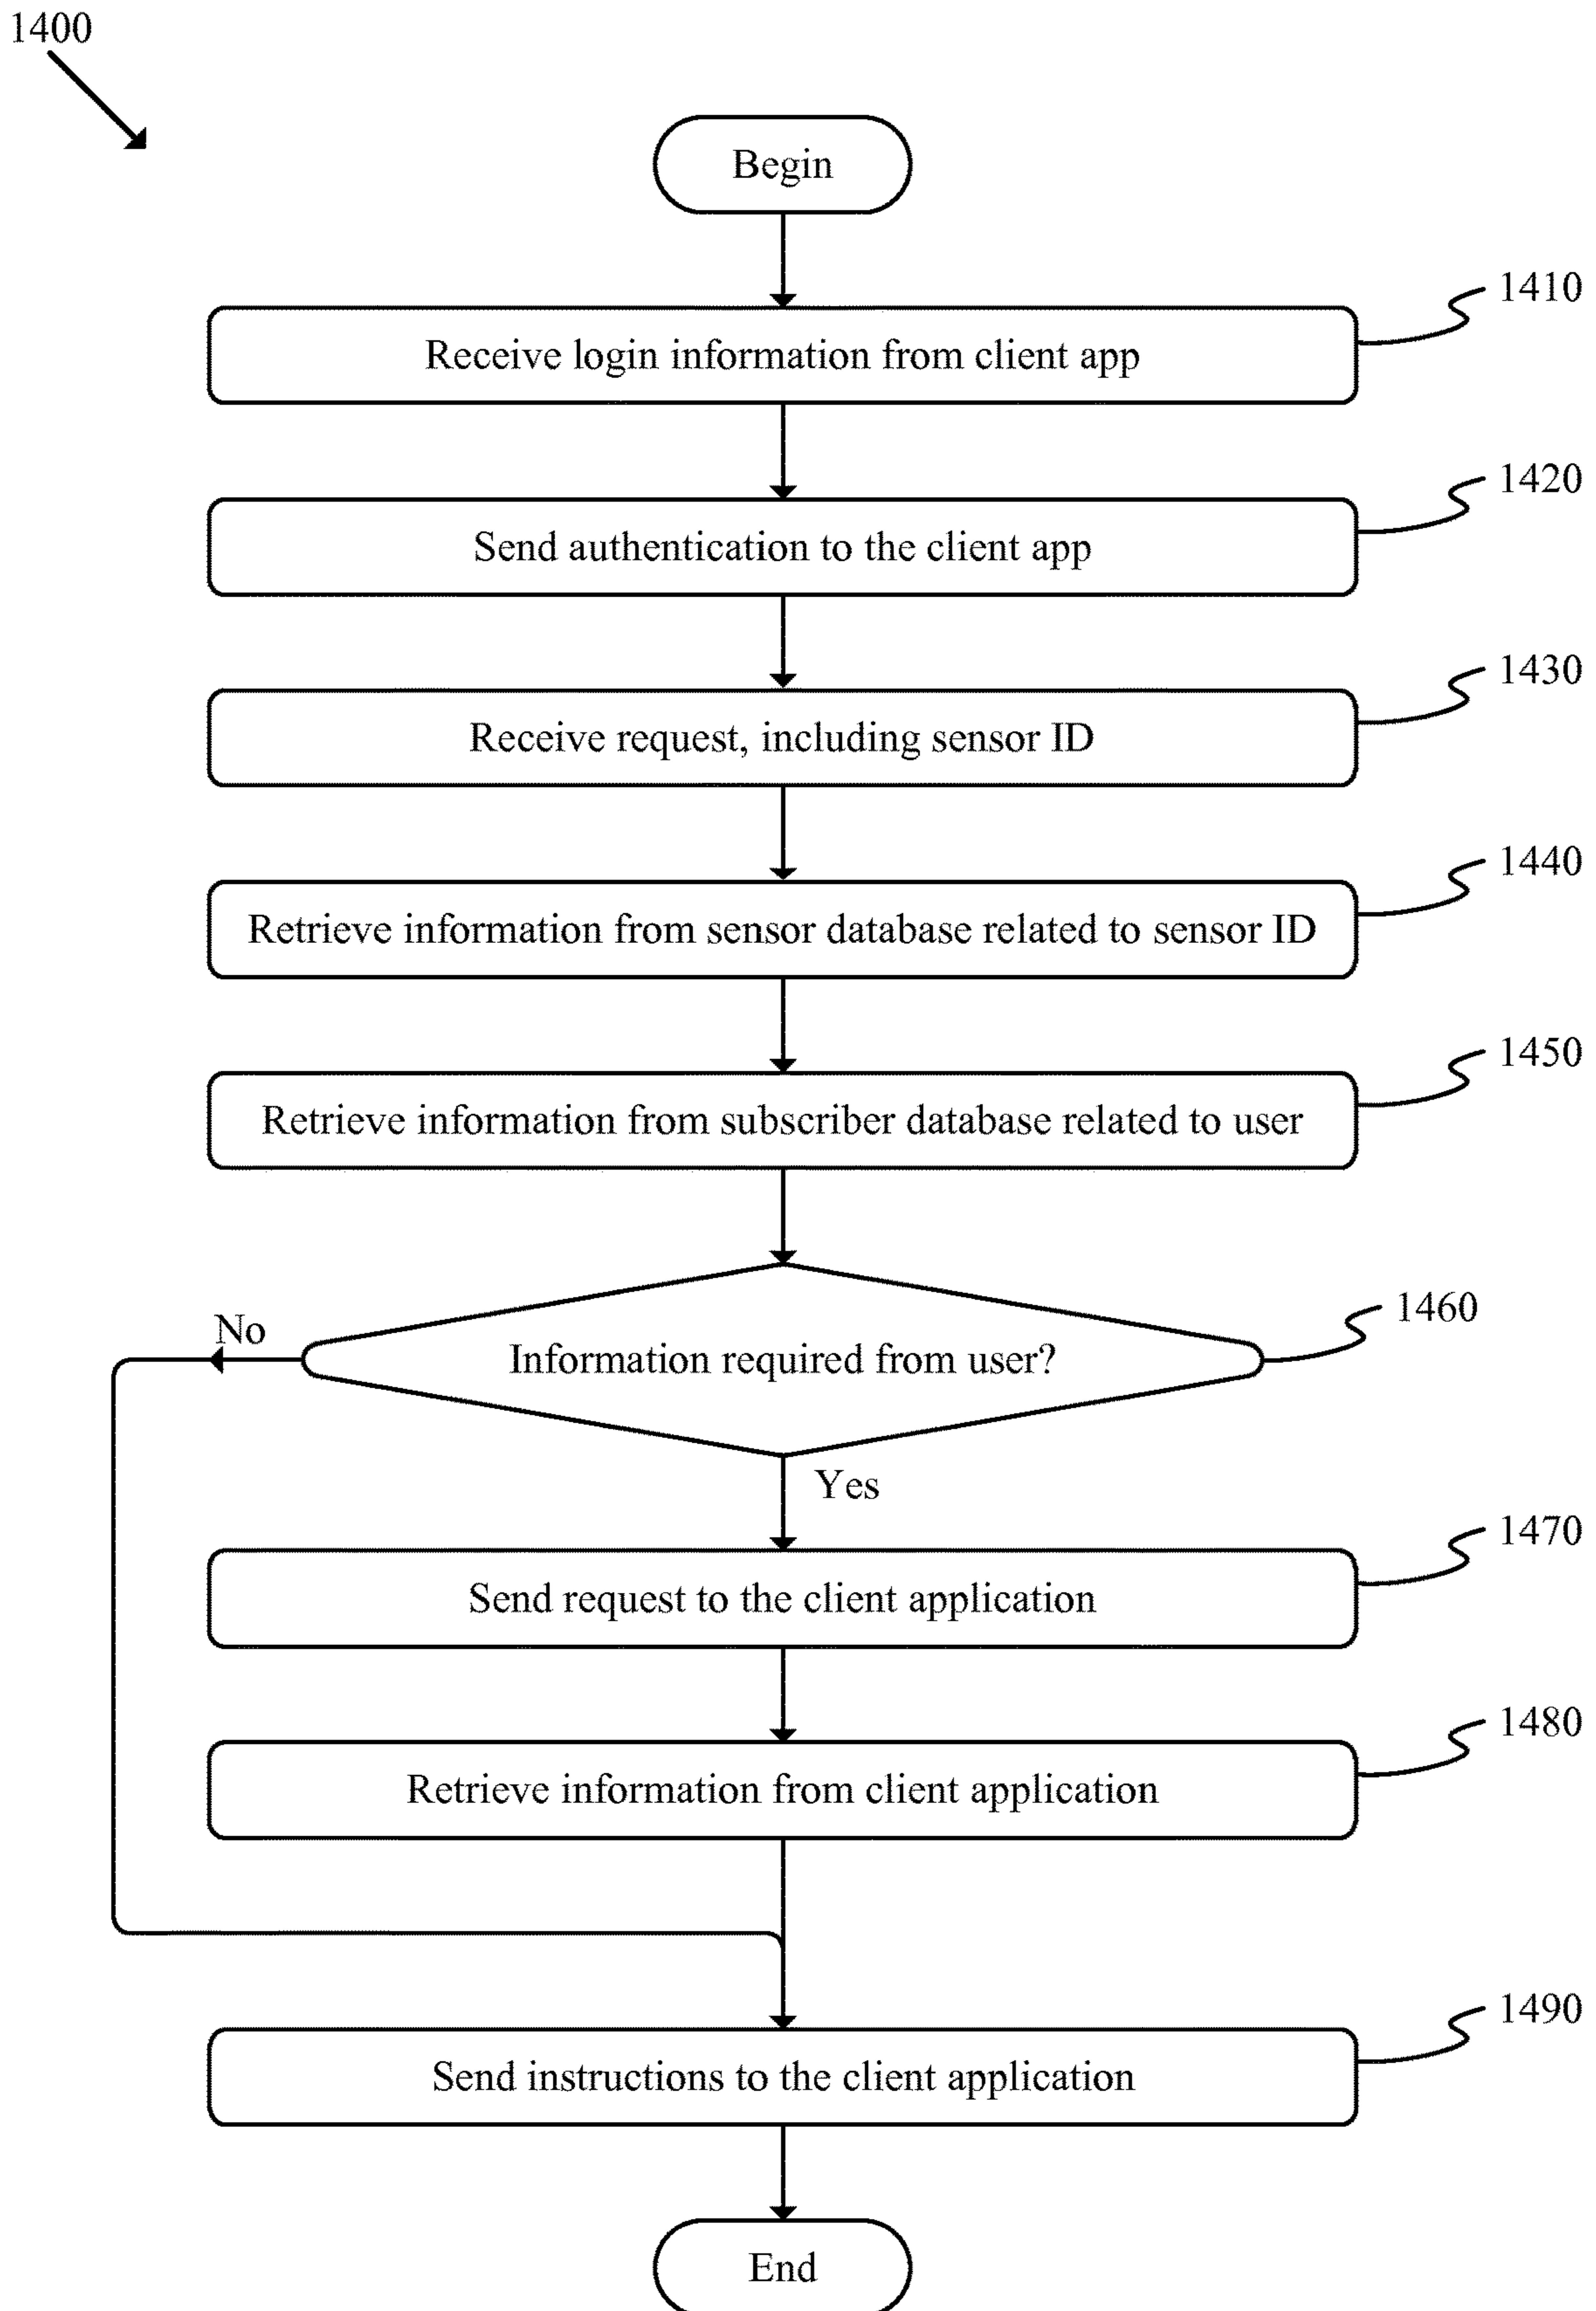 1400
Begin
1410
Receive login information from client app
1420
Send authentication to the client app
1430
Receive request, including sensor ID
1440
Retrieve information from sensor database related to sensor ID
1450
Retrieve information from subscriber database related to user
1460
No
Information required from user?
Yes
1470
Send request to the client application
1480
Retrieve information from client application
1490
Send instructions to the client application
End